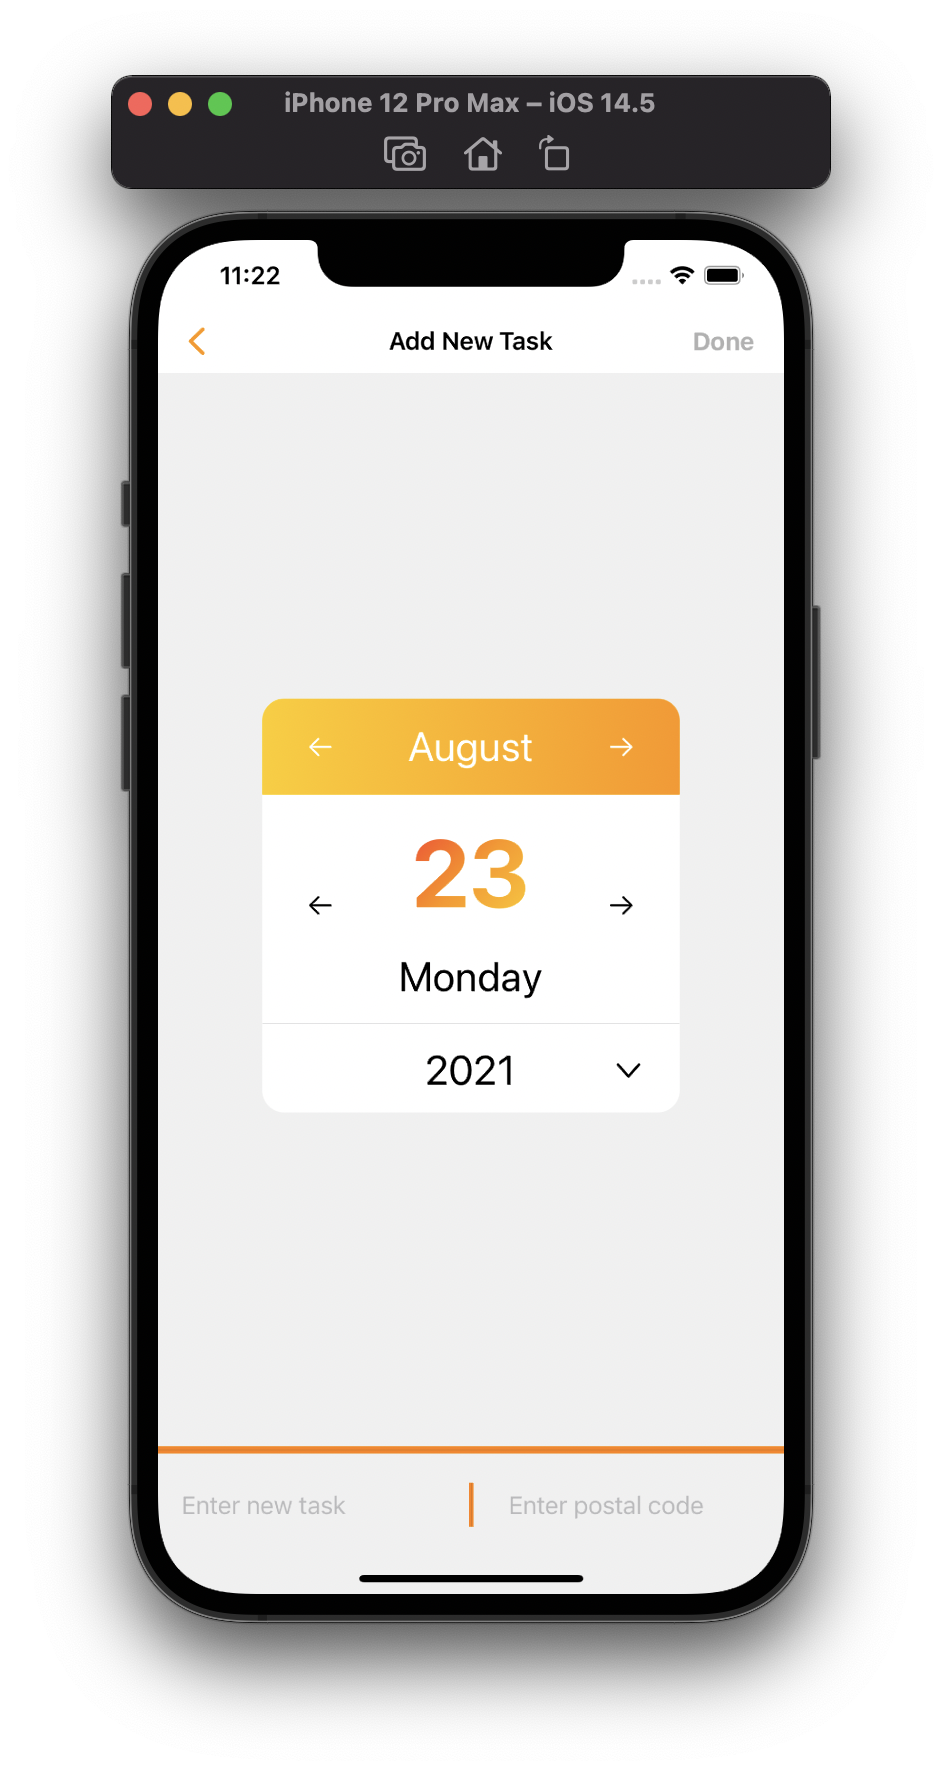 iPhone 12 Pro Max – iOS 14.5
11:22
Add New Task
Done
August
23
Monday
2021
Enter new task
Enter postal code